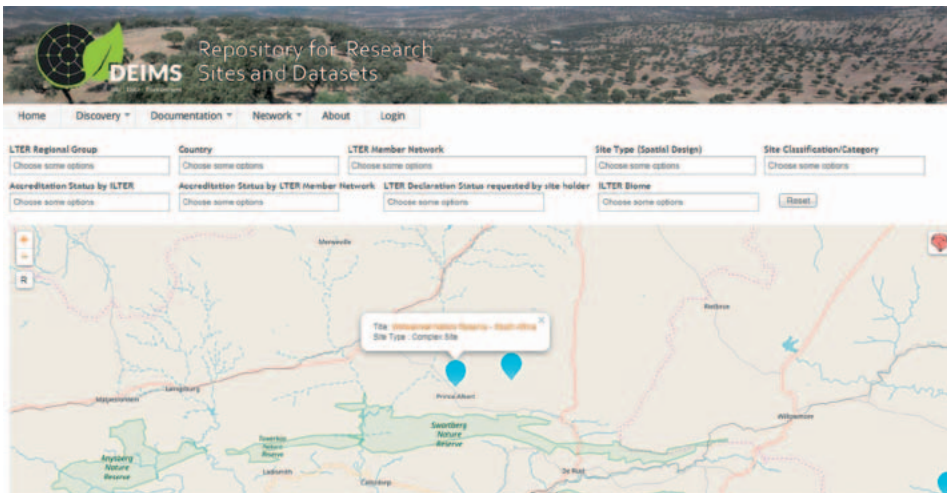 DEIMS
Repository for Research
Sites and Datasets
Home Discovery Documentation Network About Login
LTER Regional Group Country LTER Member Network Site Type (Spatial Design) Site Classification/Category
Choose some options Choose some options Choose some options Choose some options Choose some options
Accreditation Status by ILTER Accreditation Status by LTER Member Network LTER Declaration Status requested by site holder ILTER Biome
Choose some options Choose some options Choose some options Choose some options Reset
+
-
R
Merweville
Title: Nature Reserve - South Africa
Site Type : Complex Site
×
Prince Albert
Laingsburg
Matjiesfontein
Willowmore
Swartberg
Nature
Reserve
Towerkop
Nature
Reserve
Anysberg
Nature
Reserve
Ladismith
Calitzdorp
De Rust